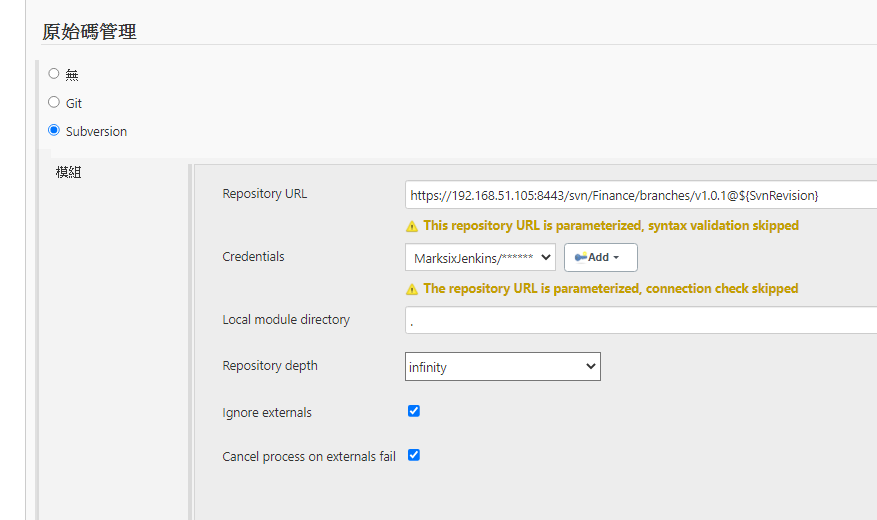 原始碼管理
無
Git
Subversion
模組
Repository URL
https://192.168.51.105:8443/svn/Finance/branches/v1.0.1@${SvnRevision}
This repository URL is parameterized, syntax validation skipped
Credentials
MarksixJenkins/******
Add
The repository URL is parameterized, connection check skipped
Local module directory
.
Repository depth
infinity
Ignore externals
Cancel process on externals fail